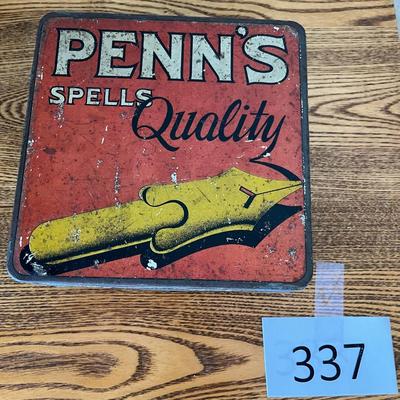 PENN'S
SPELLS
Quality
337